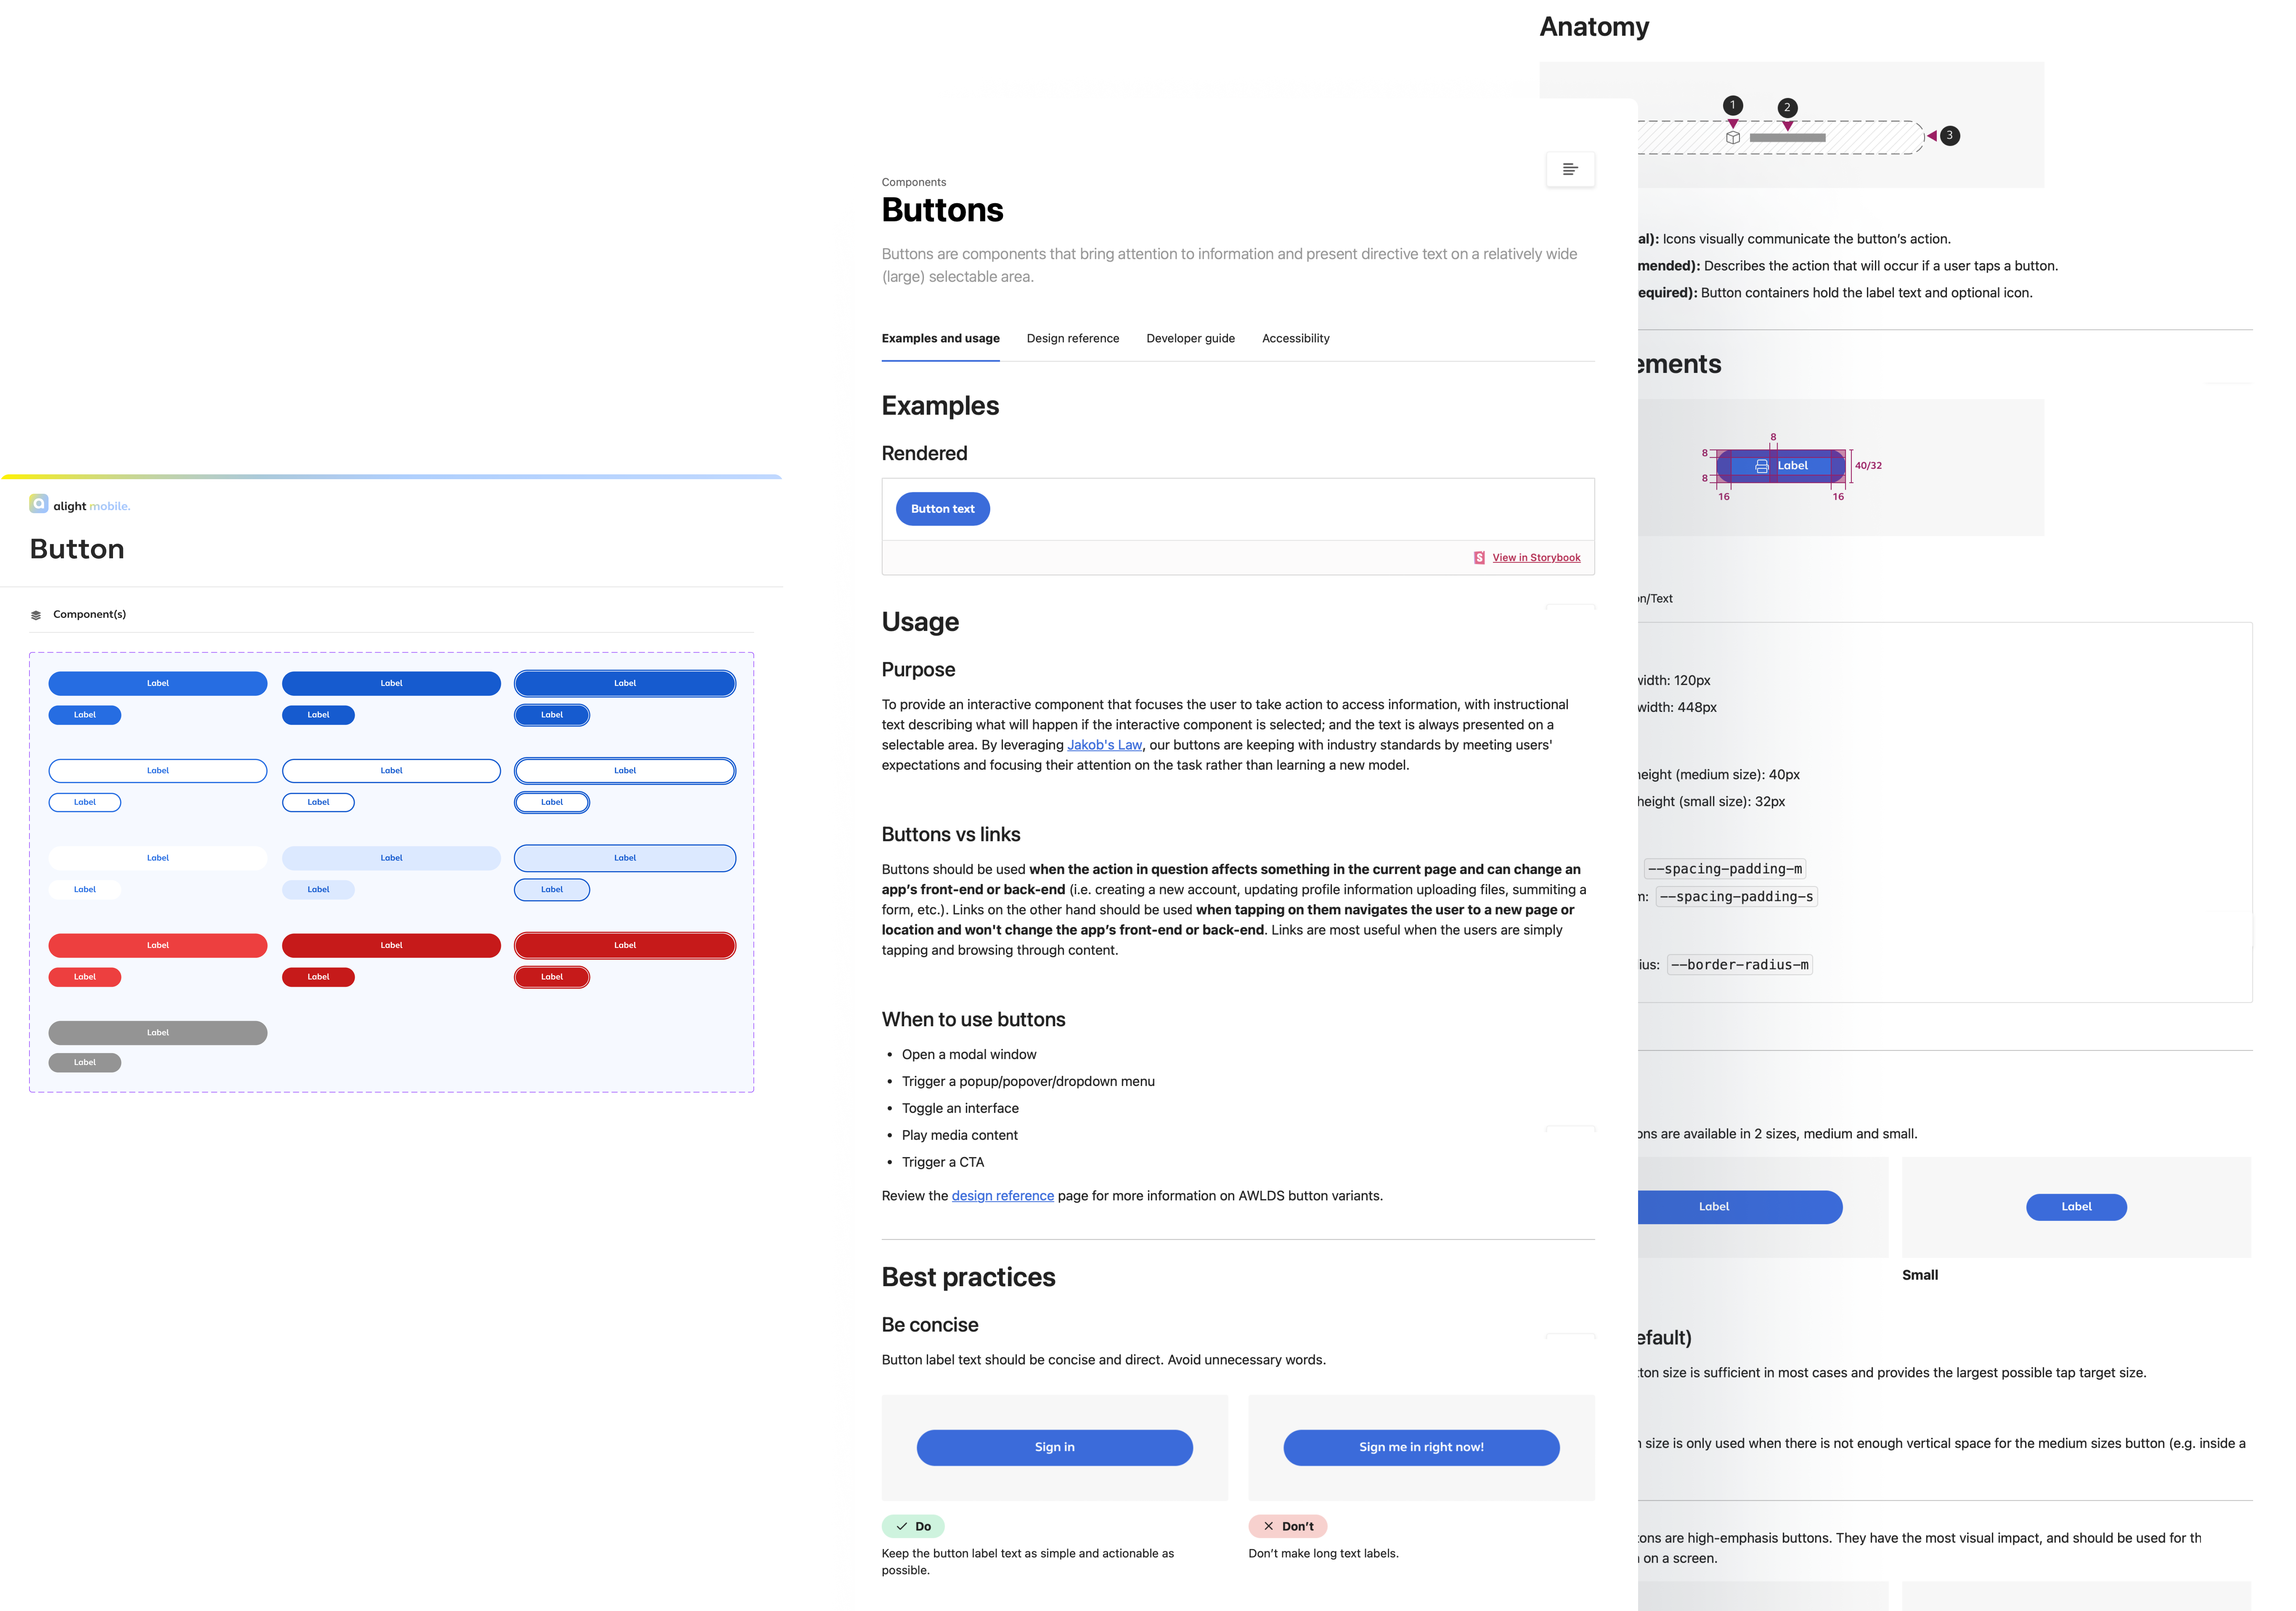 alight mobile.
Button
Component(s)
Label Label Label
Label Label Label
Label Label Label
Label Label Label
Label Label Label
Label Label Label
Label Label Label
Label Label Label
Label
Label
Components
Buttons
Buttons are components that bring attention to information and present directive text on a relatively wide
(large) selectable area.
Examples and usage Design reference Developer guide Accessibility
Examples
Rendered
Button text
View in Storybook
Usage
Purpose
To provide an interactive component that focuses the user to take action to access information, with instructional
text describing what will happen if the interactive component is selected; and the text is always presented on a
selectable area. By leveraging Jakob's Law, our buttons are keeping with industry standards by meeting users'
expectations and focusing their attention on the task rather than learning a new model.
Buttons vs links
Buttons should be used when the action in question affects something in the current page and can change an
app's front-end or back-end (i.e. creating a new account, updating profile information uploading files, summiting a
form, etc.). Links on the other hand should be used when tapping on them navigates the user to a new page or
location and won't change the app's front-end or back-end. Links are most useful when the users are simply
tapping and browsing through content.
When to use buttons
• Open a modal window
• Trigger a popup/popover/dropdown menu
• Toggle an interface
• Play media content
• Trigger a CTA
Review the design reference page for more information on AWLDS button variants.
Best practices
Be concise
Button label text should be concise and direct. Avoid unnecessary words.
Sign in
Do
Keep the button label text as simple and actionable as
possible.
Sign me in right now!
Don't
Don't make long text labels.
Anatomy
1 2 3
al): Icons visually communicate the button's action.
mended): Describes the action that will occur if a user taps a button.
equired): Button containers hold the label text and optional icon.
ements
8
8 Label 40/32
8
16 16
on/Text
width: 120px
width: 448px
height (medium size): 40px
height (small size): 32px
--spacing-padding-m
m: --spacing-padding-s
ius: --border-radius-m
ons are available in 2 sizes, medium and small.
Label Label
Small
efault)
ton size is sufficient in most cases and provides the largest possible tap target size.
n size is only used when there is not enough vertical space for the medium sizes button (e.g. inside a
ons are high-emphasis buttons. They have the most visual impact, and should be used for th
n on a screen.